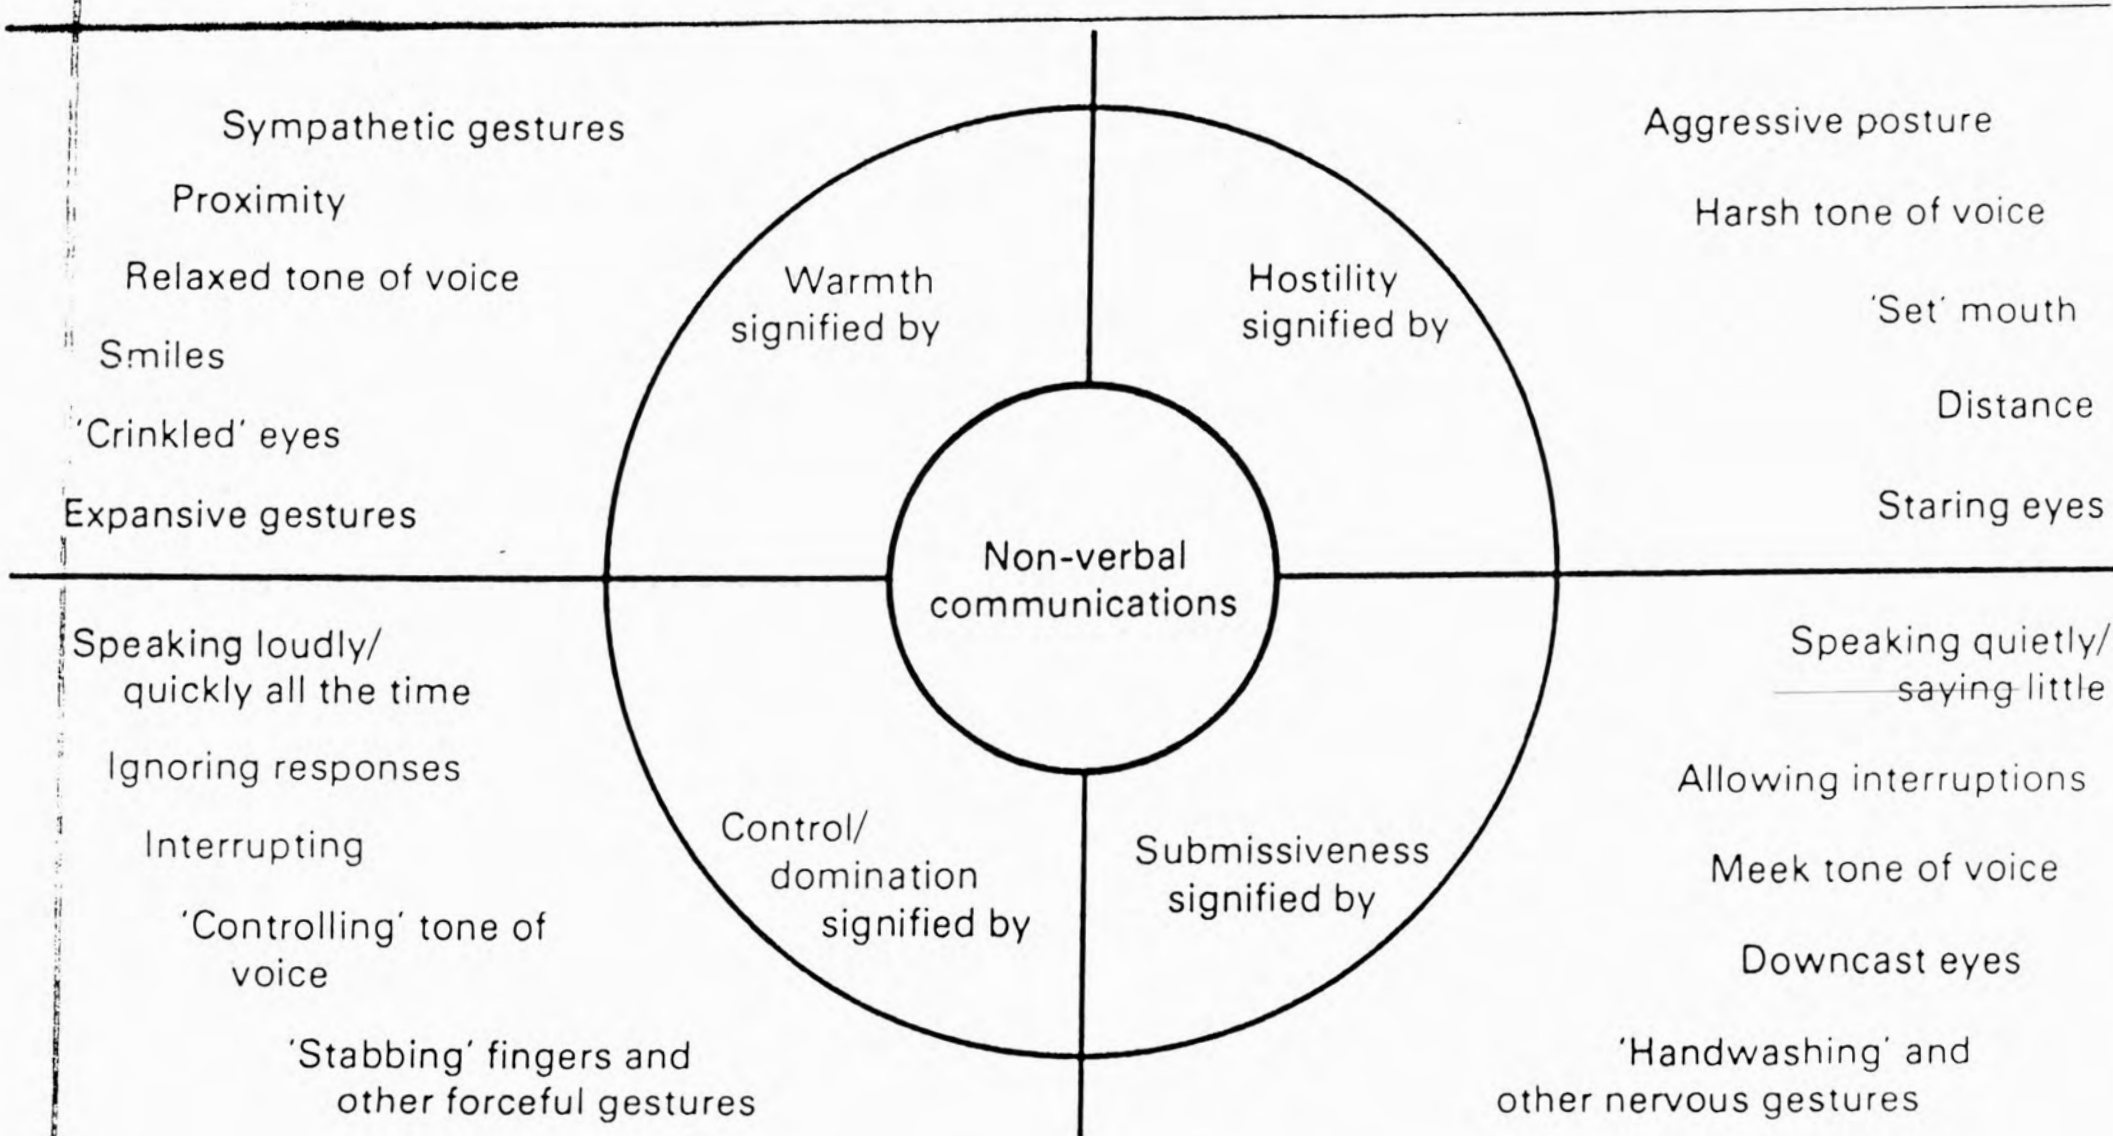 Sympathetic gestures
Proximity
Relaxed tone of voice
Smiles
'Crinkled' eyes
Expansive gestures
Warmth
signified by
Hostility
signified by
Aggressive posture
Harsh tone of voice
'Set' mouth
Distance
Staring eyes
Non-verbal
communications
Speaking loudly/
quickly all the time
Ignoring responses
Interrupting
'Controlling' tone of
voice
'Stabbing' fingers and
other forceful gestures
Control/
domination
signified by
Submissiveness
signified by
Speaking quietly/
saying little
Allowing interruptions
Meek tone of voice
Downcast eyes
'Handwashing' and
other nervous gestures